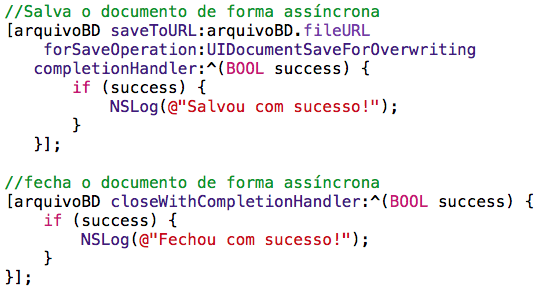 //Salva o documento de forma assíncrona
[arquivoBD saveToURL:arquivoBD.fileURL
forSaveOperation:UIDocumentSaveForOverwriting
completionHandler:^(BOOL success) {
if (success) {
NSLog(@"Salvou com sucesso!");
}
}];
//fecha o documento de forma assíncrona
[arquivoBD closeWithCompletionHandler:^(BOOL success) {
if (success) {
NSLog(@"Fechou com sucesso!");
}
}];